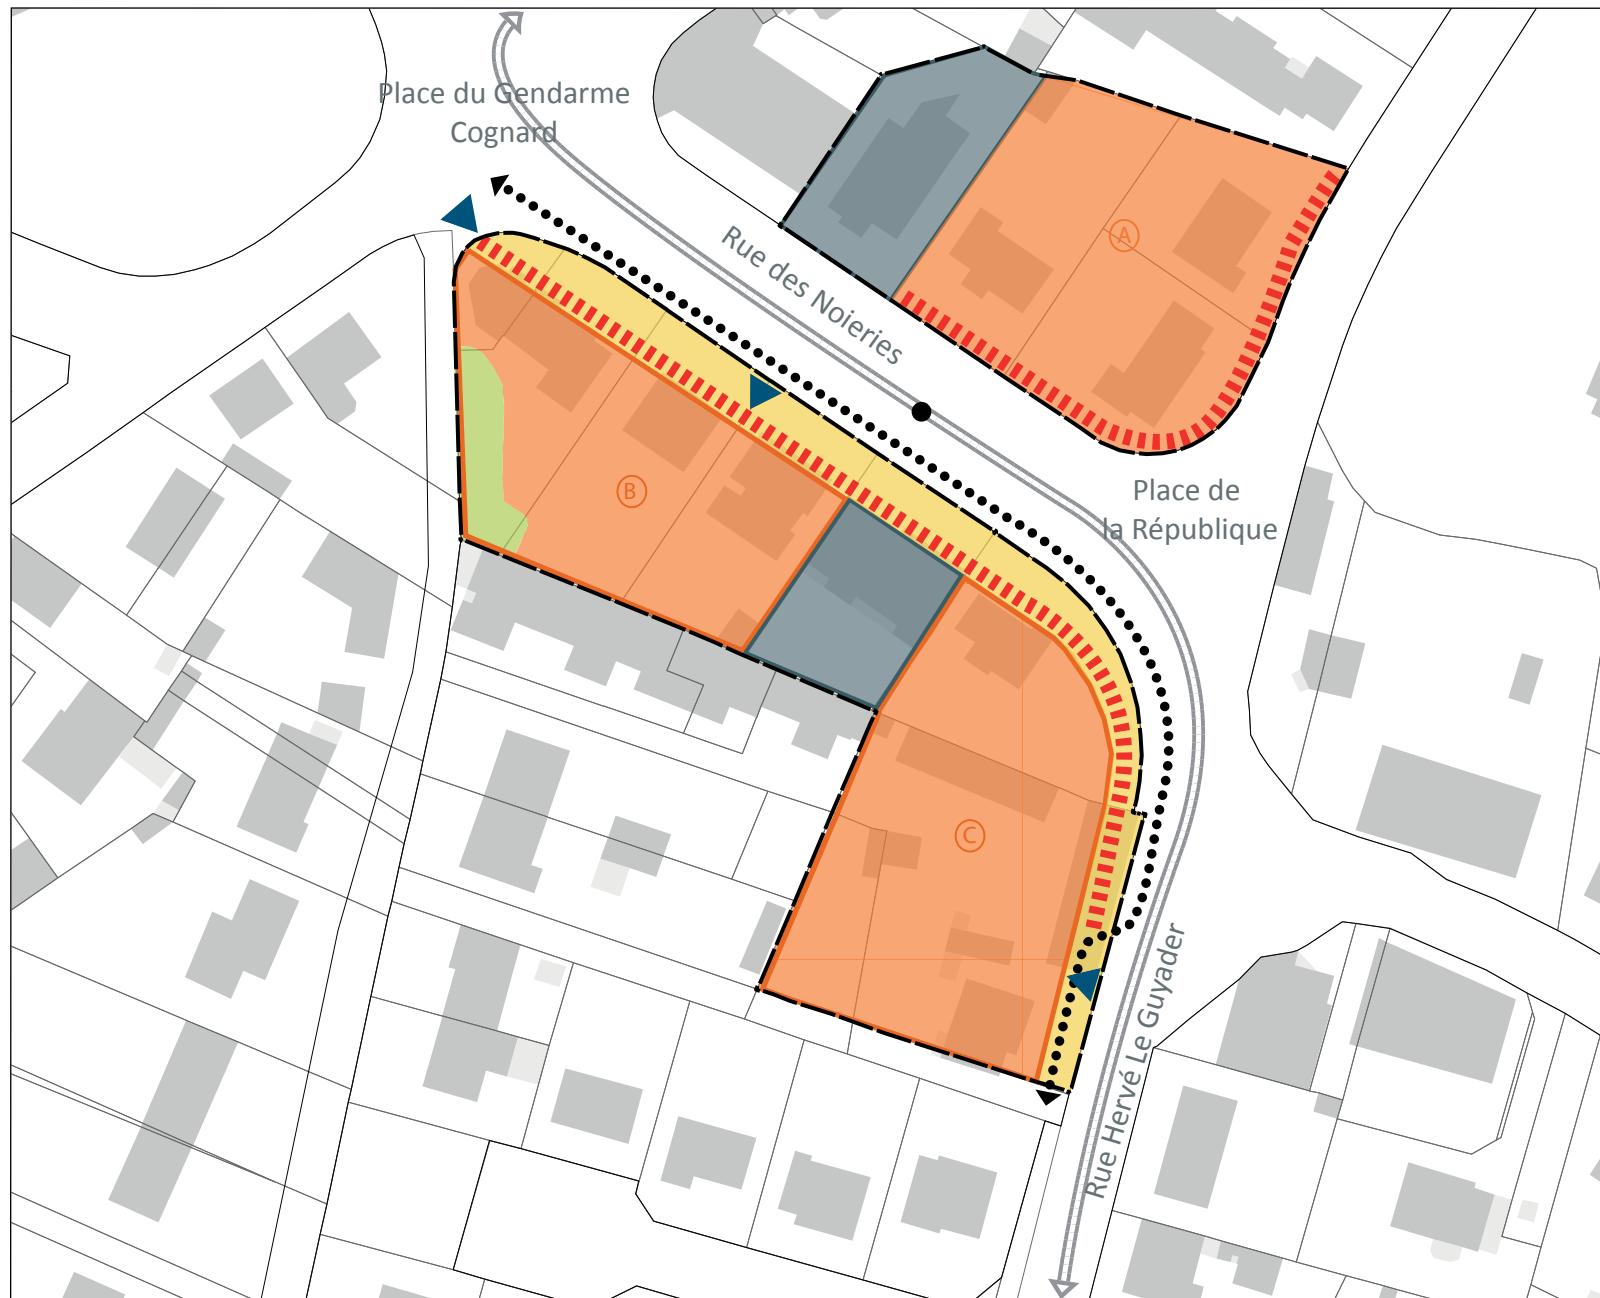 Place du Gendarme
Cognard
Rue des Noieries
A
B
Place de
la République
C
Rue Hervé Le Guyader